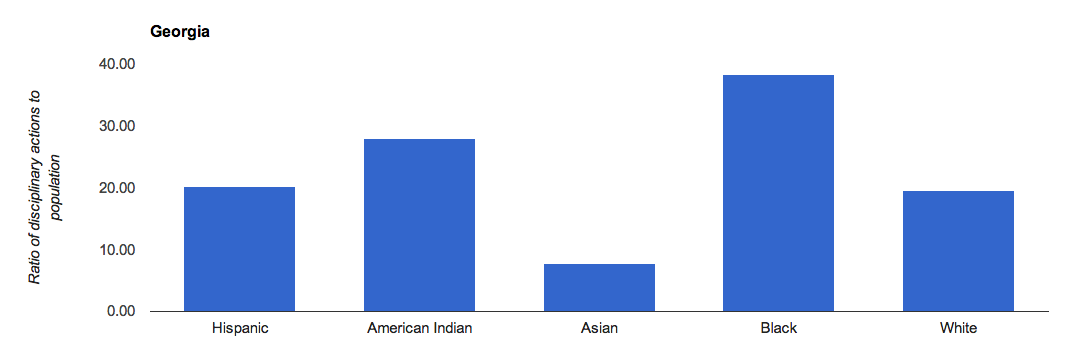 Georgia
40.00
30.00
20.00
10.00
0.00
Ratio of disciplinary actions to
population
Hispanic
American Indian
Asian
Black
White